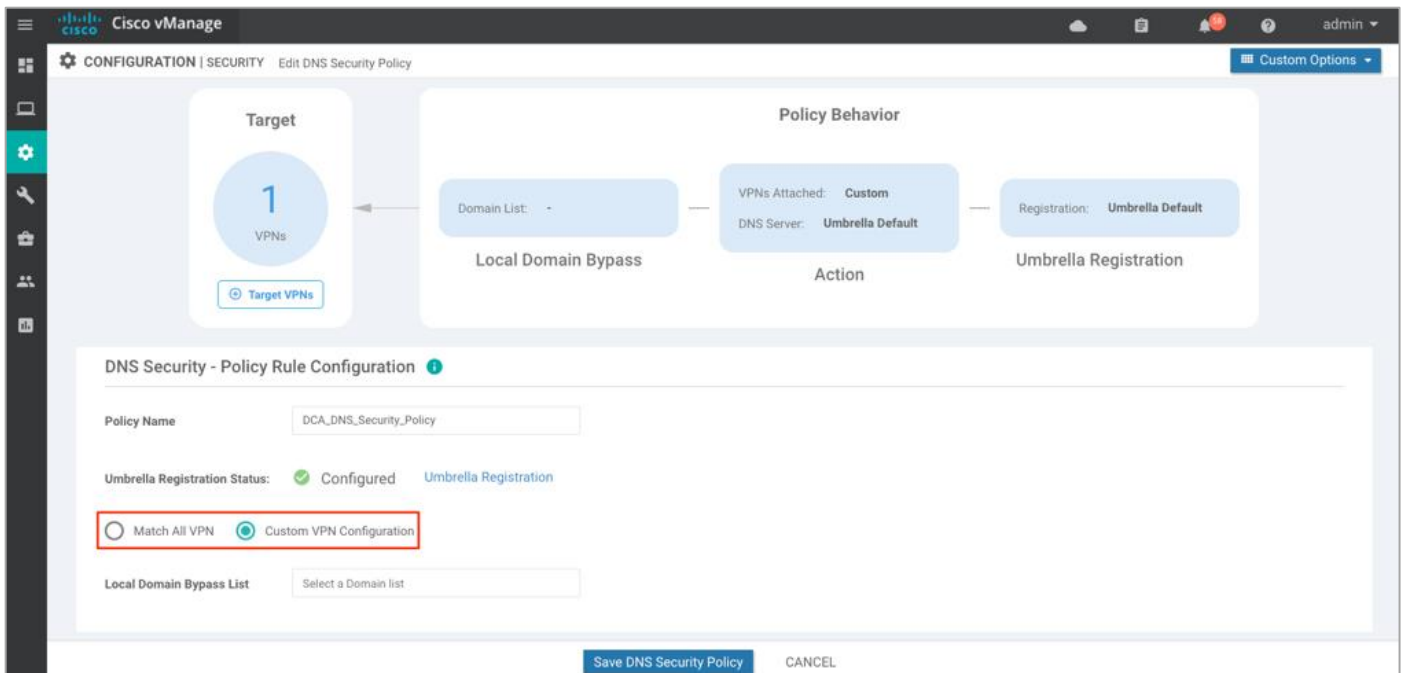 cisco Cisco vManage
58
admin
CONFIGURATION | SECURITY Edit DNS Security Policy
Custom Options
Target
Policy Behavior
1
VPNs
Target VPNs
Domain List: -
Local Domain Bypass
VPNs Attached: Custom
DNS Server: Umbrella Default
Action
Registration: Umbrella Default
Umbrella Registration
DNS Security - Policy Rule Configuration
Policy Name DCA_DNS_Security_Policy
Umbrella Registration Status: Configured Umbrella Registration
Match All VPN Custom VPN Configuration
Local Domain Bypass List Select a Domain list
Save DNS Security Policy CANCEL